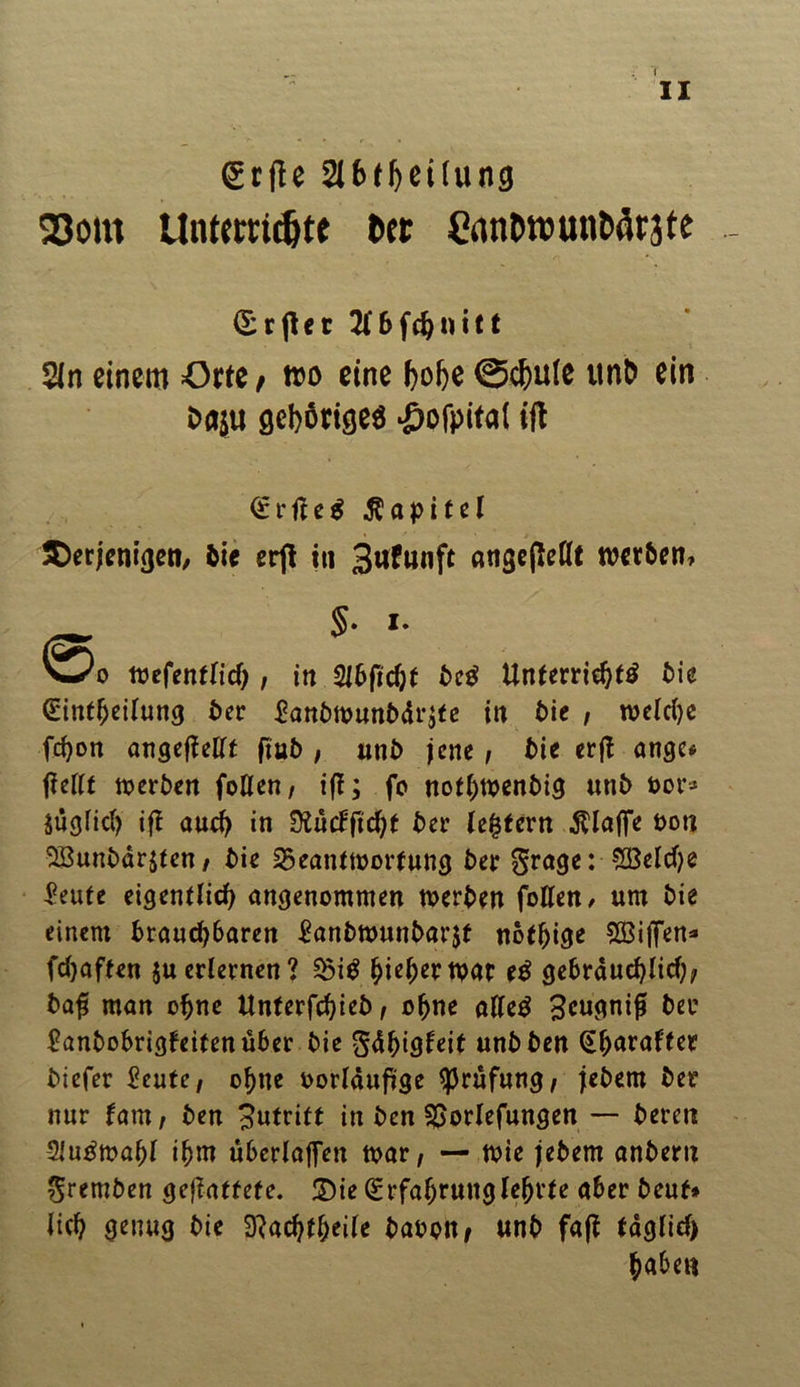 11
Erste Abtheilung
Vom Unterrichte der Landwundärzte
Erster Abschnitt
An einem Orte, wo eine hohe Schule und ein
dazu gehöriges Hospital ist
Erstes Kapitel
Derjenigen, die erst in Zukunft angestellt werden,
§. 1.
So wesentlich, in Absicht des Unterrichts die
Eintheilung der Landwundärzte in die, welche
schon angestellt sind, und jene, die erst ange-
stellt werden sollen, ist; so nothwendig und vor-
züglich ist auch in Rücksicht der letztern Klasse von
Wundärzten, die Beantwortung der Frage: Welche
Leute eigentlich angenommen werden sollen, um die
einem brauchbaren Landwundarzt nöthige Wissen-
schaften zu erlernen? Bis hieher war es gebräuchlich,
daß man ohne Unterschied, ohne alles Zeugniß der
Landobrigkeiten über die Fähigkeit und den Charakter
dieser Leute, ohne vorläufige Prüfung, jedem der
nur kam, den Zutritt in den Vorlesungen — deren
Auswahl ihm überlassen war, — wie jedem andern
Fremden gestattete. Die Erfahrung lehrte aber deut-
lich genug die Nachtheile davon, und fast täglich
haben